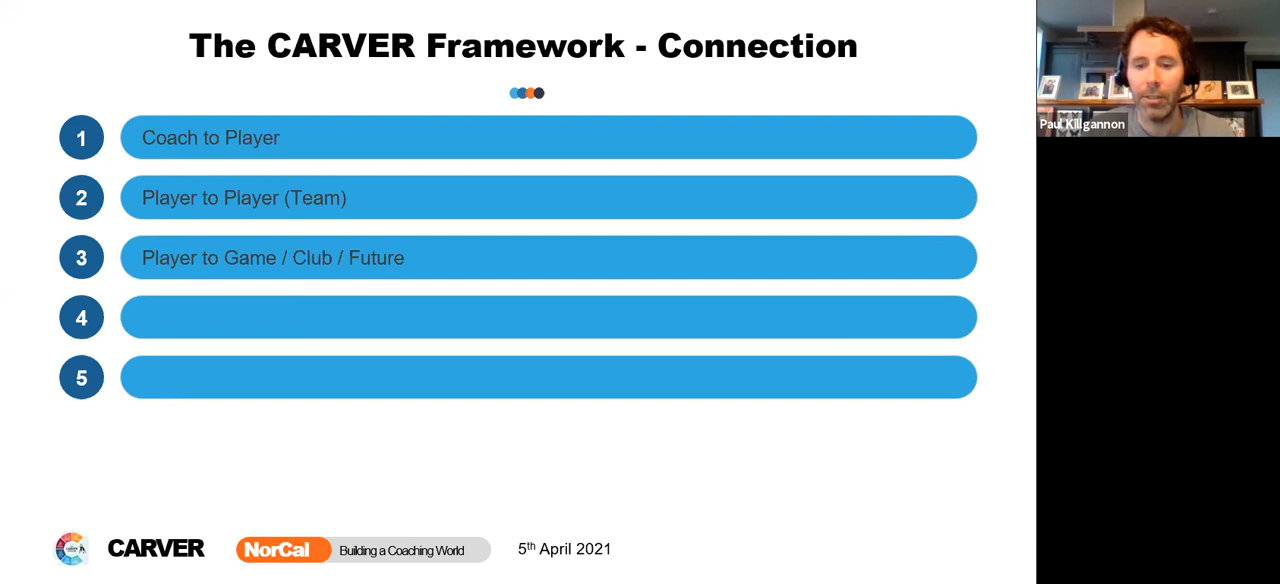 The CARVER Framework - Connection
1 Coach to Player
2 Player to Player (Team)
3 Player to Game / Club / Future
4
5
CARVER NorCal Building a Coaching World 5th April 2021
Paul Killgannon